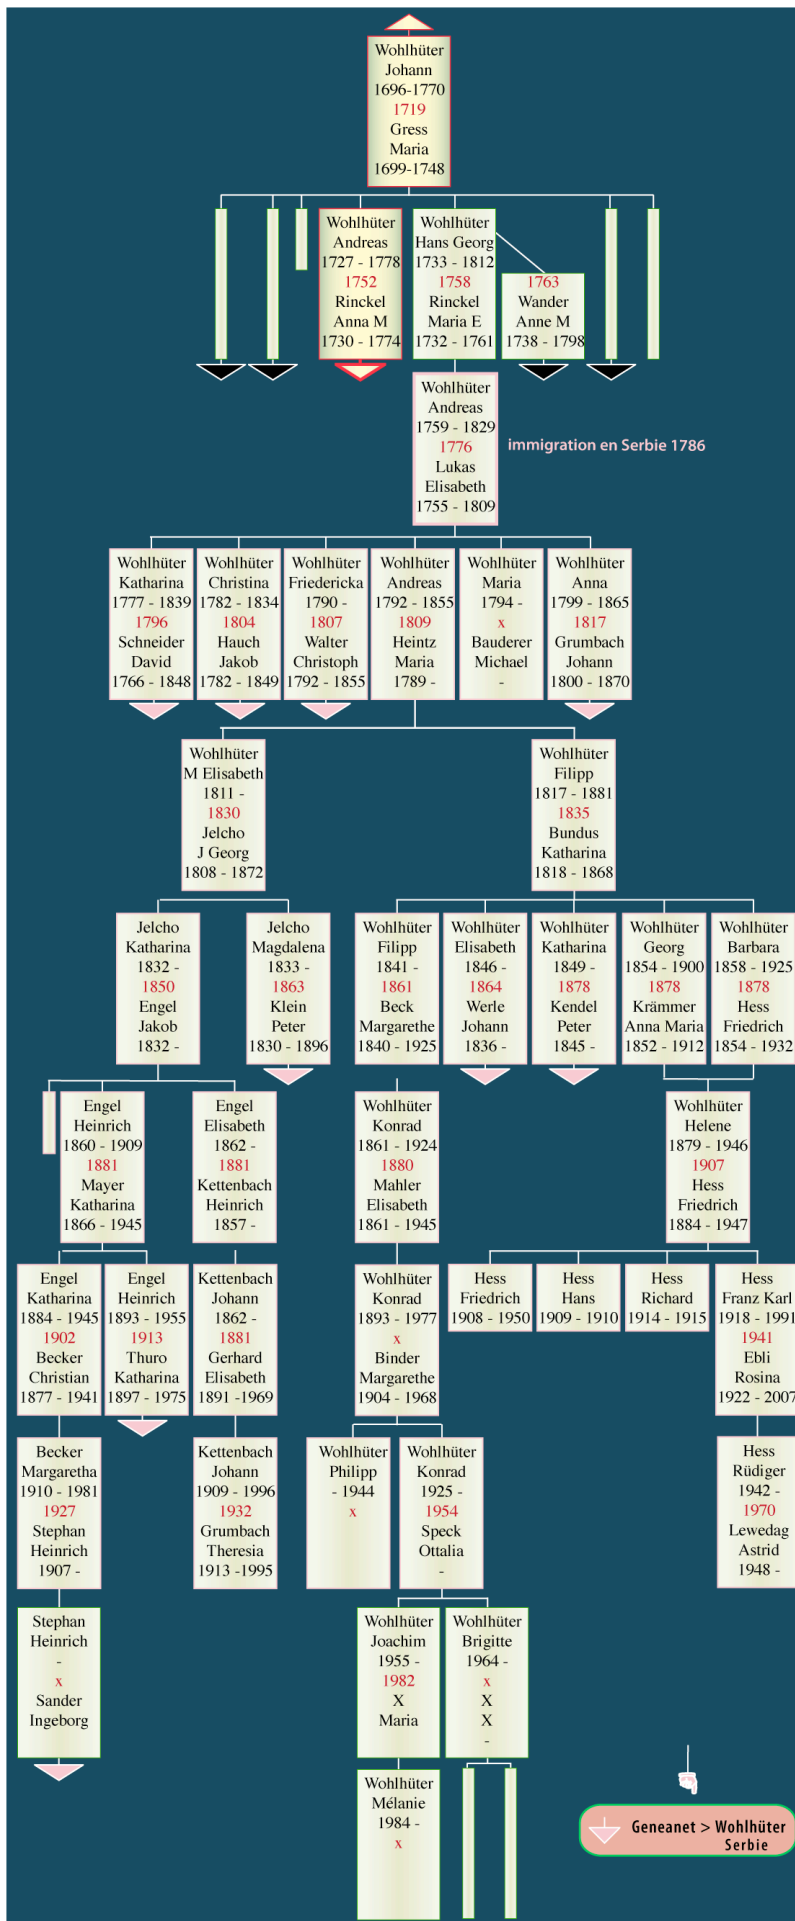 Wohlhüter
Johann
1696-1770
1719
Gress
Maria
1699-1748
Wohlhüter
Andreas
1727 - 1778
1752
Rinckel
Anna M
1730 - 1774
Wohlhüter
Hans Georg
1733 - 1812
1758
Rinckel
Maria E
1732 - 1761
1763
Wander
Anne M
1738 - 1798
Wohlhüter
Andreas
1759 - 1829
1776
Lukas
Elisabeth
1755 - 1809
immigration en Serbie 1786
Wohlhüter
Katharina
1777 - 1839
1796
Schneider
David
1766 - 1848
Wohlhüter
Christina
1782 - 1834
1804
Hauch
Jakob
1782 - 1849
Wohlhüter
Friedericka
1790 -
1807
Walter
Christoph
1792 - 1855
Wohlhüter
Andreas
1792 - 1855
1809
Heintz
Maria
1789 -
Wohlhüter
Maria
1794 -
x
Bauderer
Michael
-
Wohlhüter
Anna
1799 - 1865
1817
Grumbach
Johann
1800 - 1870
Wohlhüter
M Elisabeth
1811 -
1830
Jelcho
J Georg
1808 - 1872
Wohlhüter
Filipp
1817 - 1881
1835
Bundus
Katharina
1818 - 1868
Jelcho
Katharina
1832 -
1850
Engel
Jakob
1832 -
Jelcho
Magdalena
1833 -
1863
Klein
Peter
1830 - 1896
Wohlhüter
Filipp
1841 -
1861
Beck
Margarethe
1840 - 1925
Wohlhüter
Elisabeth
1846 -
1864
Werle
Johann
1836 -
Wohlhüter
Katharina
1849 -
1878
Kendel
Peter
1845 -
Wohlhüter
Georg
1854 - 1900
1878
Krämmer
Anna Maria
1852 - 1912
Wohlhüter
Barbara
1858 - 1925
1878
Hess
Friedrich
1854 - 1932
Engel
Heinrich
1860 - 1909
1881
Mayer
Katharina
1866 - 1945
Engel
Elisabeth
1862 -
1881
Kettenbach
Heinrich
1857 -
Wohlhüter
Konrad
1861 - 1924
1880
Mahler
Elisabeth
1861 - 1945
Wohlhüter
Helene
1879 - 1946
1907
Hess
Friedrich
1884 - 1947
Engel
Katharina
1884 - 1945
1902
Becker
Christian
1877 - 1941
Engel
Heinrich
1893 - 1955
1913
Thuro
Katharina
1897 - 1975
Kettenbach
Johann
1862 -
1881
Gerhard
Elisabeth
1891 -1969
Wohlhüter
Konrad
1893 - 1977
x
Binder
Margarethe
1904 - 1968
Hess
Friedrich
1908 - 1950
Hess
Hans
1909 - 1910
Hess
Richard
1914 - 1915
Hess
Franz Karl
1918 - 1991
1941
Ebli
Rosina
1922 - 2007
Becker
Margaretha
1910 - 1981
1927
Stephan
Heinrich
1907 -
Kettenbach
Johann
1909 - 1996
1932
Grumbach
Theresia
1913 -1995
Wohlhüter
Philipp
- 1944
x
Wohlhüter
Konrad
1925 -
1954
Speck
Ottalia
-
Hess
Rüdiger
1942 -
1970
Lewedag
Astrid
1948 -
Stephan
Heinrich
-
x
Sander
Ingeborg
Wohlhüter
Joachim
1955 -
1982
X
Maria
Wohlhüter
Brigitte
1964 -
x
X
X
-
Wohlhüter
Mélanie
1984 -
x
Geneanet > Wohlhüter
Serbie